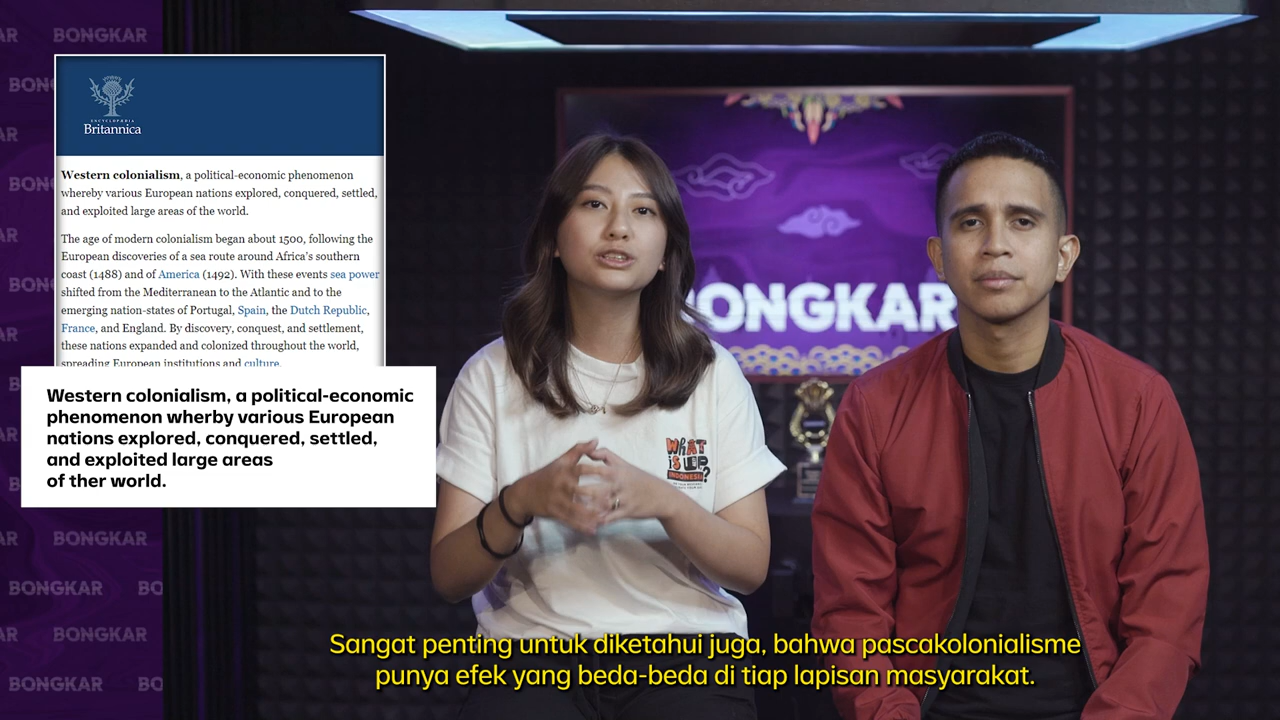 BONGKAR
ENCYCLOPÆDIA
Britannica
Western colonialism, a political-economic phenomenon
whereby various European nations explored, conquered, settled,
and exploited large areas of the world.
The age of modern colonialism began about 1500, following the
European discoveries of a sea route around Africa's southern
coast (1488) and of America (1492). With these events sea power
shifted from the Mediterranean to the Atlantic and to the
emerging nation-states of Portugal, Spain, the Dutch Republic,
France, and England. By discovery, conquest, and settlement,
these nations expanded and colonized throughout the world,
spreading European institutions and culture.
Western colonialism, a political-economic
phenomenon wherby various European
nations explored, conquered, settled,
and exploited large areas
of ther world.
BONGKAR
WHAT
IS UP
INDONESIA?
BONGKAR
BONGKAR
BONGKAR
BONGKAR
Sangat penting untuk diketahui juga, bahwa pascakolonialisme
punya efek yang beda-beda di tiap lapisan masyarakat.